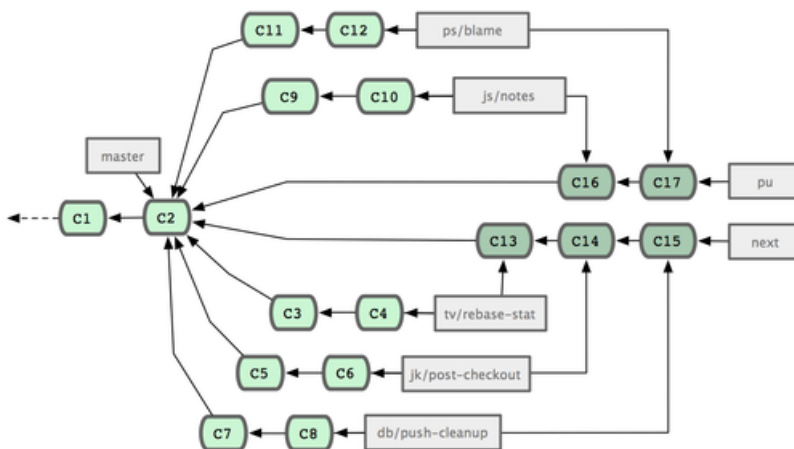 C11
C12
ps/blame
C9
C10
js/notes
master
C16
C17
pu
C1
C2
C13
C14
C15
next
C3
C4
tv/rebase-stat
C5
C6
jk/post-checkout
C7
C8
db/push-cleanup